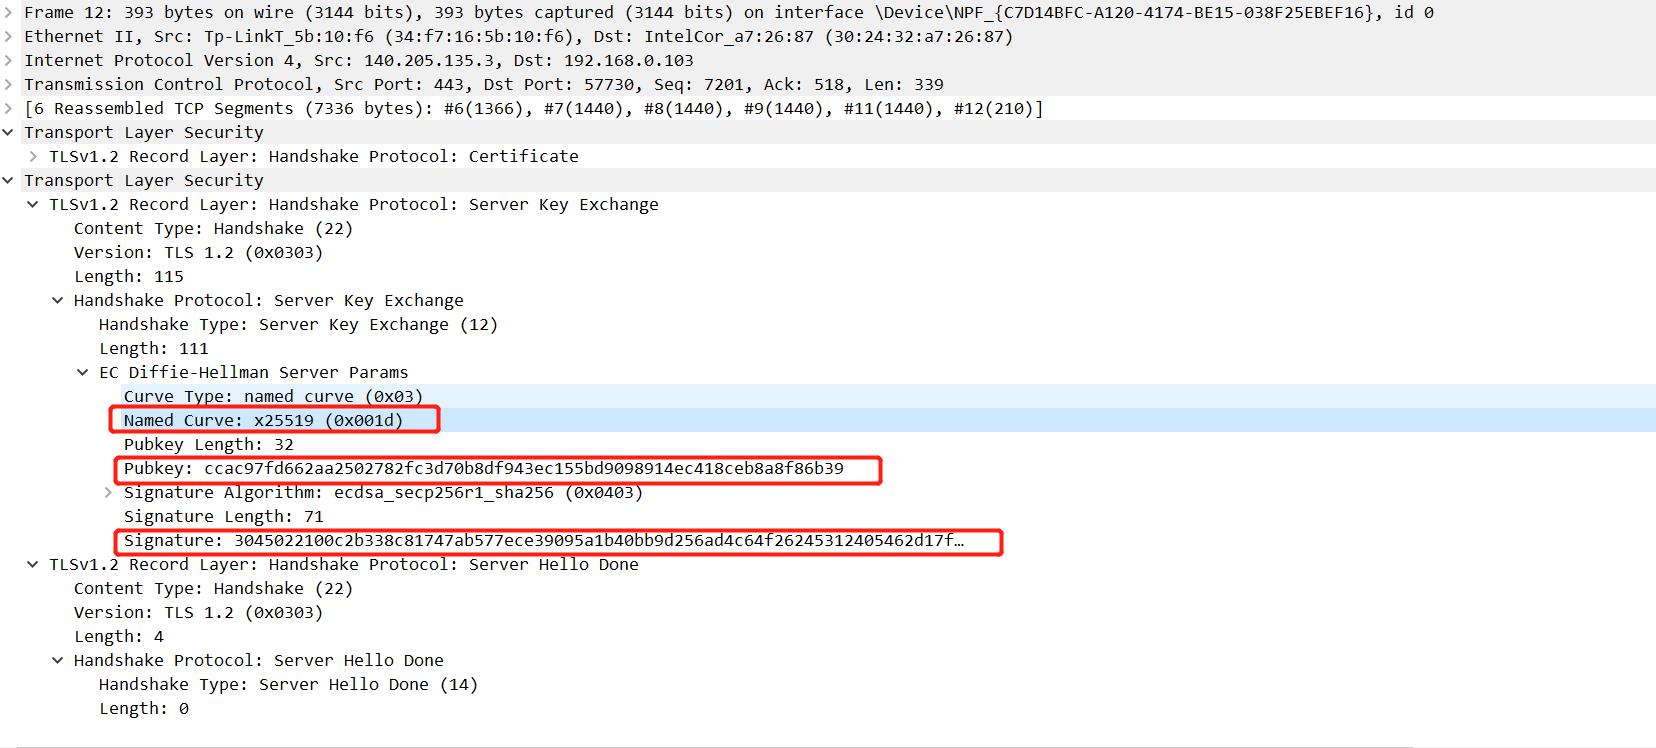 Frame 12: 393 bytes on wire (3144 bits), 393 bytes captured (3144 bits) on interface \Device\NPF_{C7D14BFC-A120-4174-BE15-038F25EBEF16}, id 0
Ethernet II, Src: Tp-LinkT_5b:10:f6 (34:f7:16:5b:10:f6), Dst: IntelCor_a7:26:87 (30:24:32:a7:26:87)
Internet Protocol Version 4, Src: 140.205.135.3, Dst: 192.168.0.103
Transmission Control Protocol, Src Port: 443, Dst Port: 57730, Seq: 7201, Ack: 518, Len: 339
[6 Reassembled TCP Segments (7336 bytes): #6(1366), #7(1440), #8(1440), #9(1440), #11(1440), #12(210)]
Transport Layer Security
TLSv1.2 Record Layer: Handshake Protocol: Certificate
Transport Layer Security
TLSv1.2 Record Layer: Handshake Protocol: Server Key Exchange
Content Type: Handshake (22)
Version: TLS 1.2 (0x0303)
Length: 115
Handshake Protocol: Server Key Exchange
Handshake Type: Server Key Exchange (12)
Length: 111
EC Diffie-Hellman Server Params
Curve Type: named curve (0x03)
Named Curve: x25519 (0x001d)
Pubkey Length: 32
Pubkey: ccac97fd662aa2502782fc3d70b8df943ec155bd9098914ec418ceb8a8f86b39
Signature Algorithm: ecdsa_secp256r1_sha256 (0x0403)
Signature Length: 71
Signature: 3045022100c2b338c81747ab577ece39095a1b40bb9d256ad4c64f26245312405462d17f…
TLSv1.2 Record Layer: Handshake Protocol: Server Hello Done
Content Type: Handshake (22)
Version: TLS 1.2 (0x0303)
Length: 4
Handshake Protocol: Server Hello Done
Handshake Type: Server Hello Done (14)
Length: 0